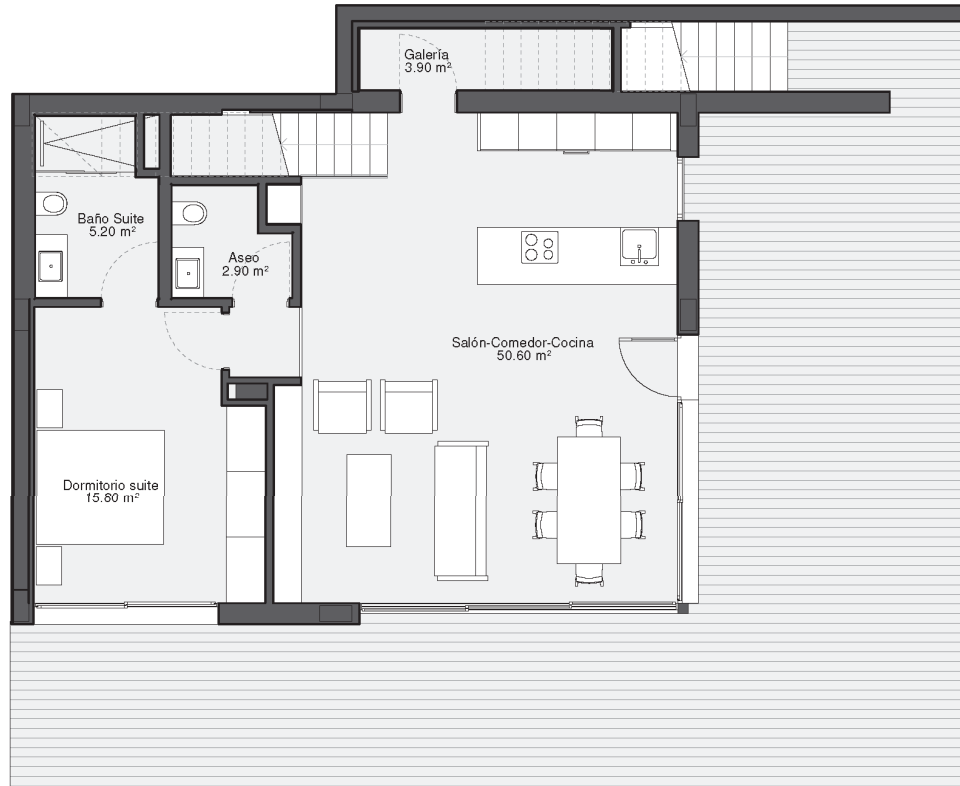 Galería
3.90 m²
Baño Suite
5.20 m²
Aseo
2.90 m²
Salón-Comedor-Cocina
50.60 m²
Dormitorio suite
15.80 m²